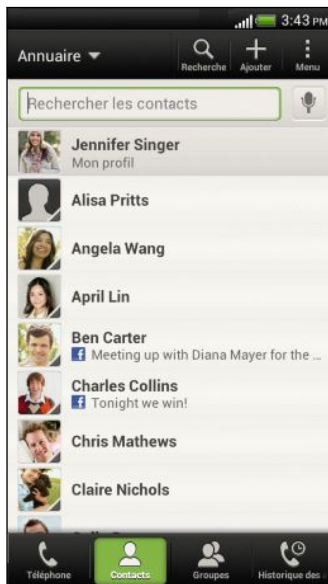 3:43 PM
Annuaire
Recherche
Ajouter
Menu
Rechercher les contacts
Jennifer Singer
Mon profil
Alisa Pritts
Angela Wang
April Lin
Ben Carter
Meeting up with Diana Mayer for the ...
Charles Collins
Tonight we win!
Chris Mathews
Claire Nichols
Téléphone
Contacts
Groupes
Historique des